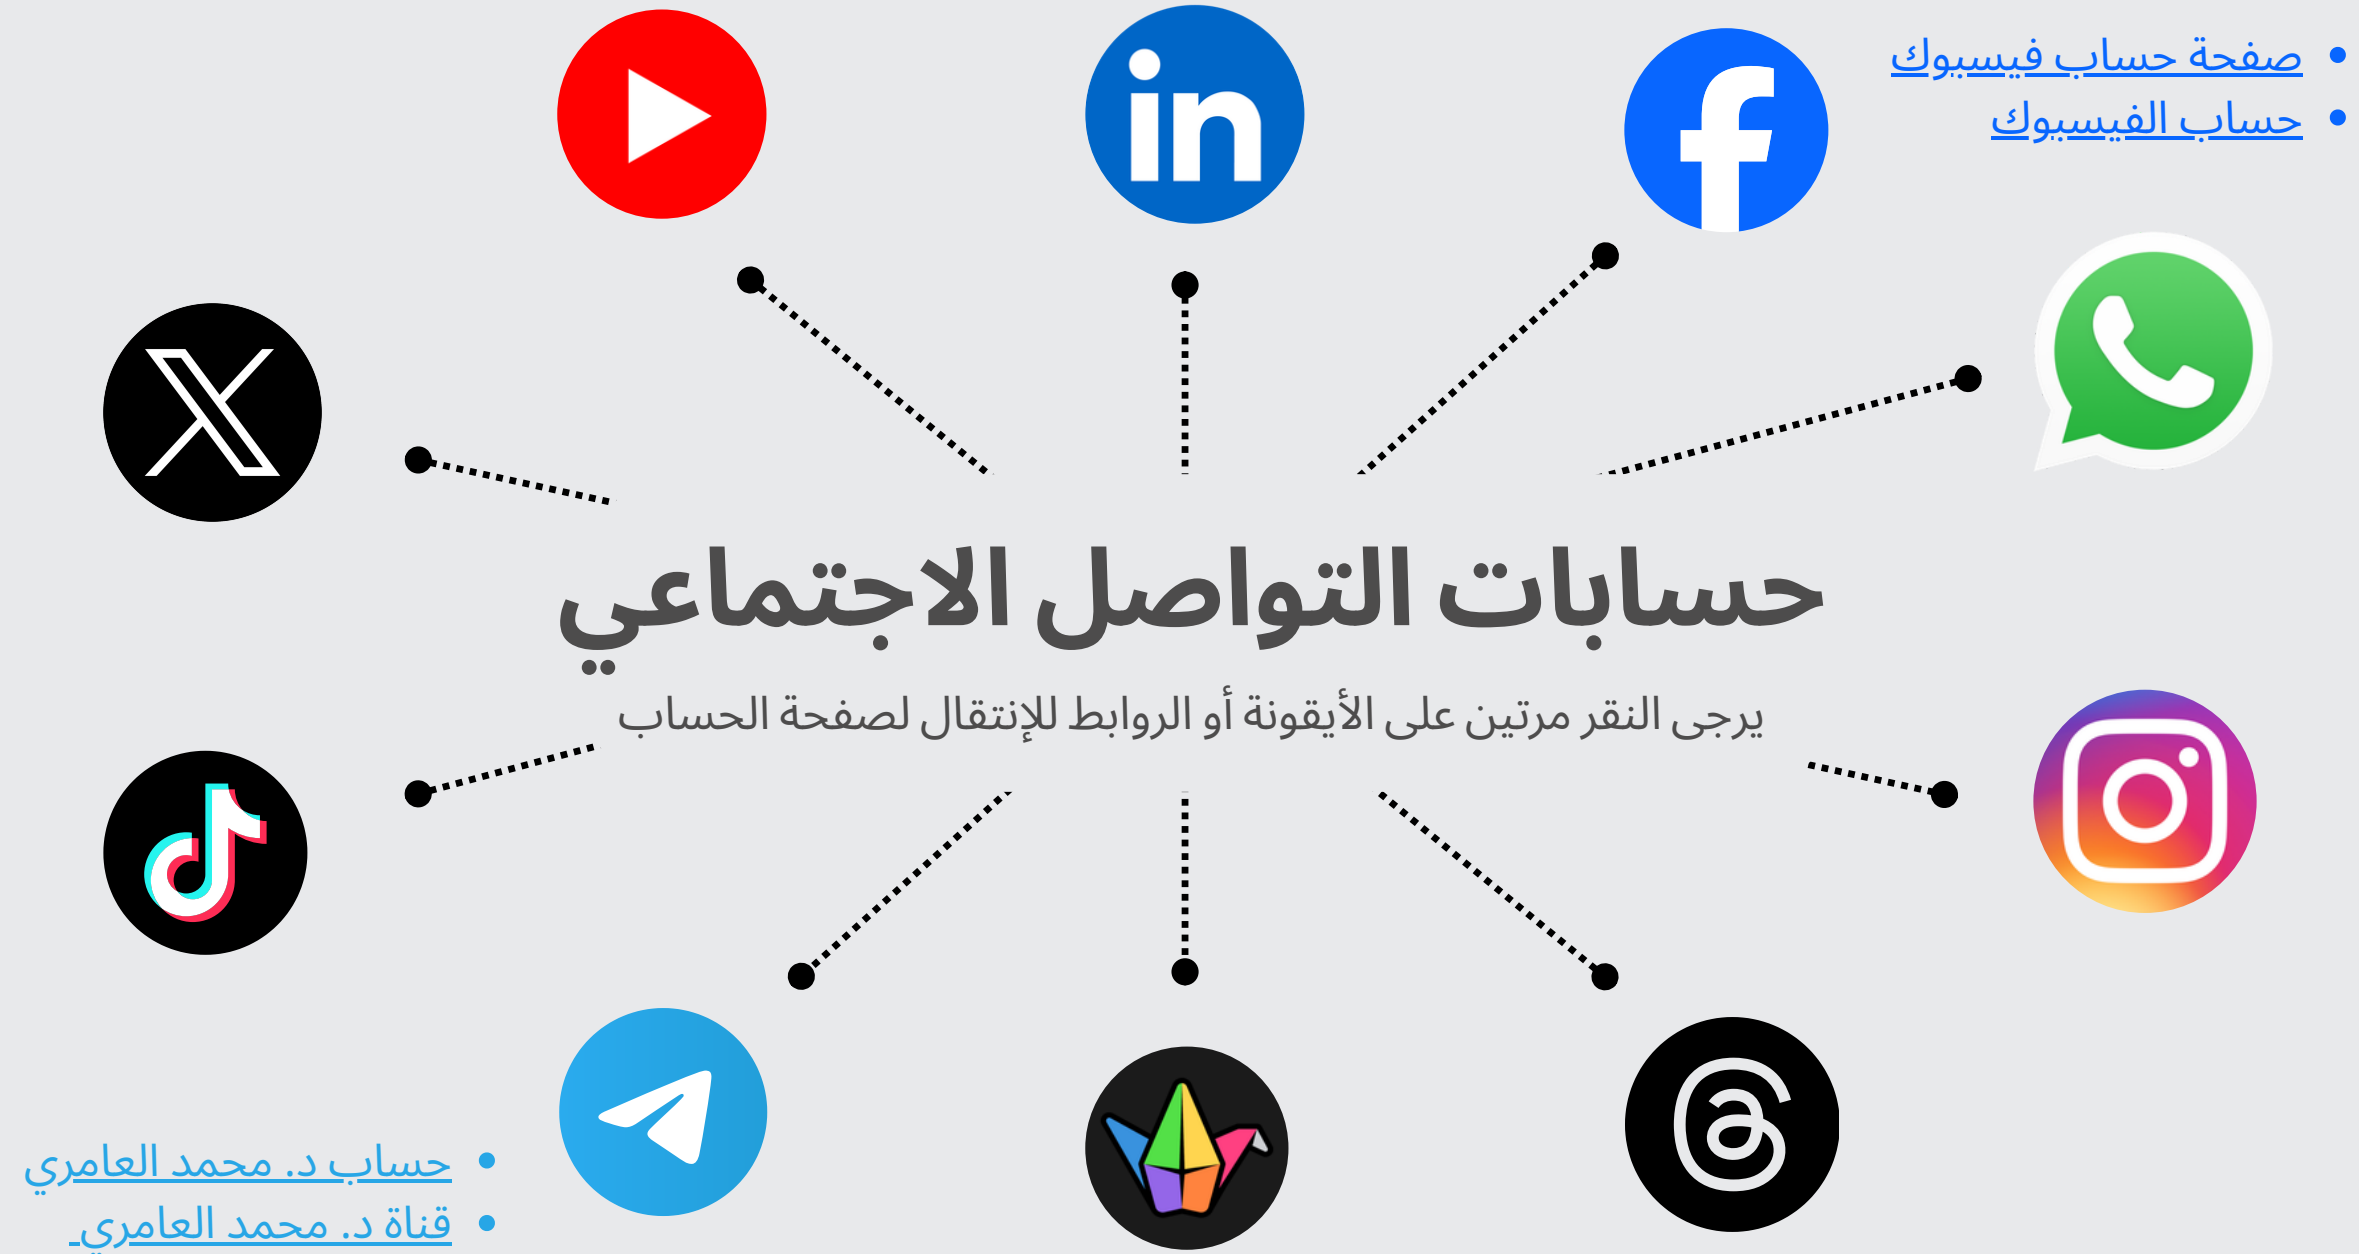 صفحة حساب فيسبوك
حساب الفيسبوك
in
حسابات التواصل الاجتماعي
يرجى النقر مرتين على الأيقونة أو الروابط للإنتقال لصفحة الحساب
حساب د. محمد العامري
قناة د. محمد العامري